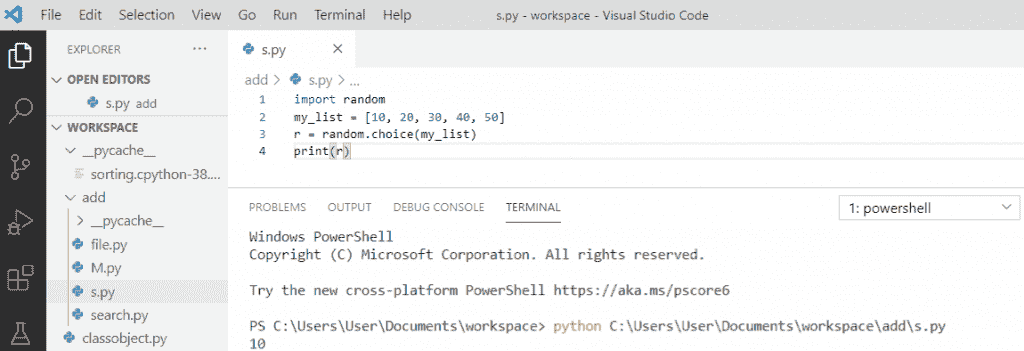 File Edit Selection View Go Run Terminal Help s.py - workspace - Visual Studio Code
EXPLORER ...
OPEN EDITORS
s.py add
WORKSPACE
__pycache__
sorting.cpython-38....
add
__pycache__
file.py
M.py
s.py
search.py
classobject.py
s.py
add > s.py > ...
1 import random
2 my_list = [10, 20, 30, 40, 50]
3 r = random.choice(my_list)
4 print(r)
PROBLEMS OUTPUT DEBUG CONSOLE TERMINAL 1: powershell
Windows PowerShell
Copyright (C) Microsoft Corporation. All rights reserved.
Try the new cross-platform PowerShell https://aka.ms/pscore6
PS C:\Users\User\Documents\workspace> python C:\Users\User\Documents\workspace\add\s.py
10